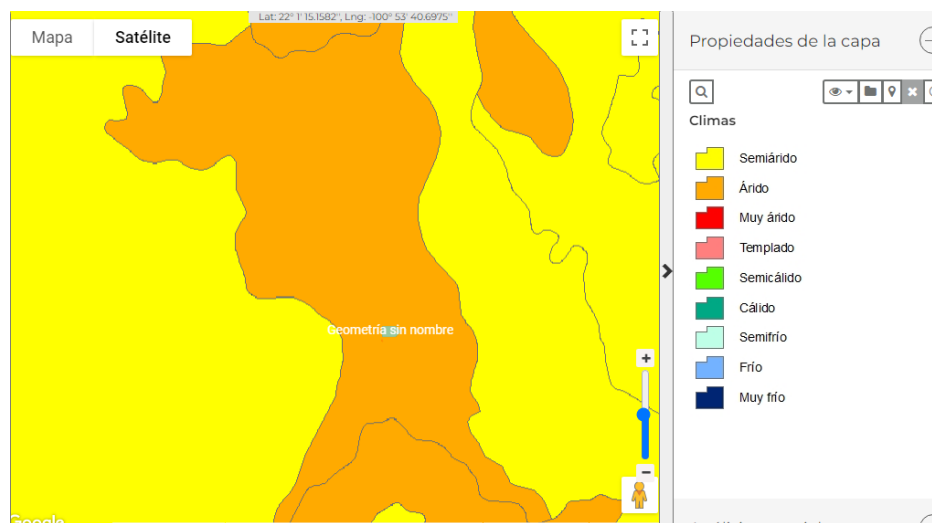 Lat: 22° 1' 15.1582", Lng: -100° 53' 40.6975"
Mapa Satélite
Propiedades de la capa
Climas
Semiárido
Árido
Muy árido
Templado
Semicálido
Cálido
Semifrío
Frío
Muy frío
Geometría sin nombre
Google